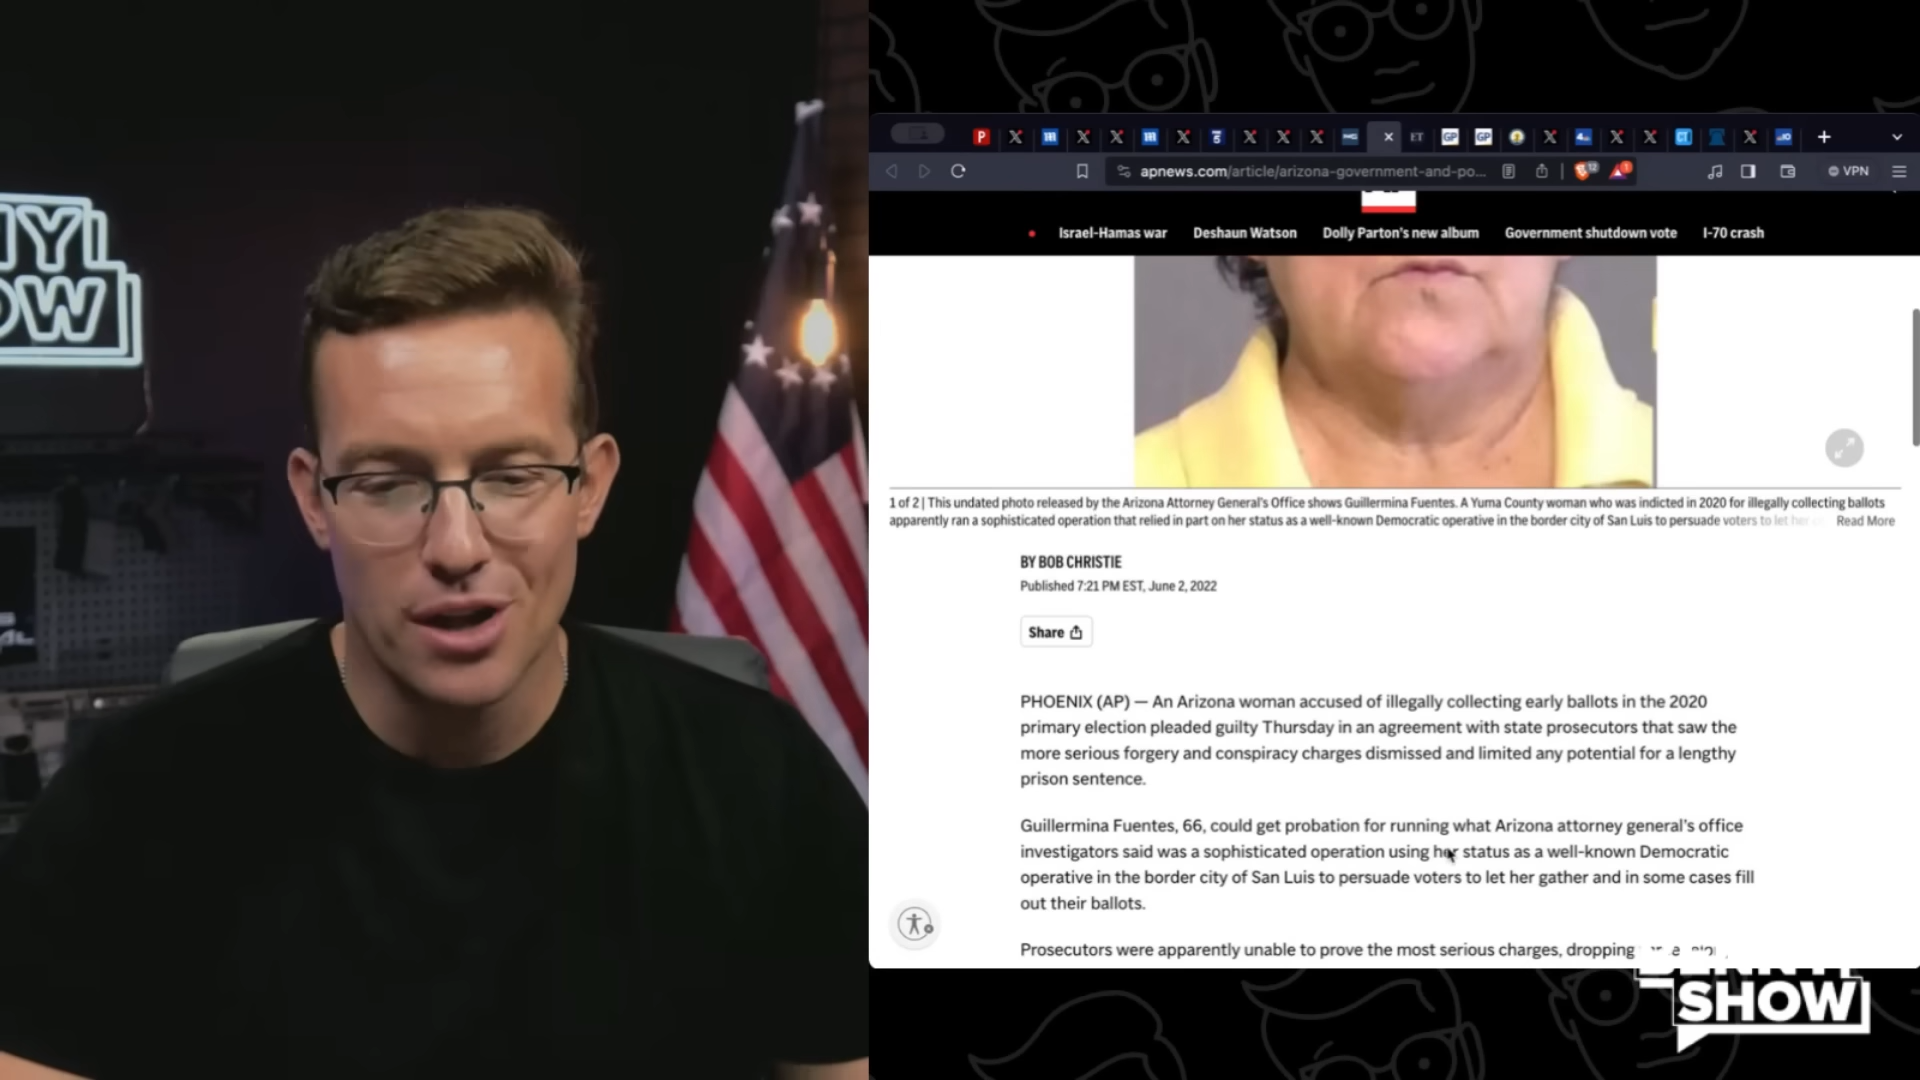 OW
apnews.com/article/arizona-government-and-po...
VPN
Israel-Hamas war
Deshaun Watson
Dolly Parton's new album
Government shutdown vote
I-70 crash
1 of 2 | This undated photo released by the Arizona Attorney General's Office shows Guillermina Fuentes. A Yuma County woman who was indicted in 2020 for illegally collecting ballots
apparently ran a sophisticated operation that relied in part on her status as a well-known Democratic operative in the border city of San Luis to persuade voters to let her Read More
BY BOB CHRISTIE
Published 7:21 PM EST, June 2, 2022
Share
PHOENIX (AP) — An Arizona woman accused of illegally collecting early ballots in the 2020
primary election pleaded guilty Thursday in an agreement with state prosecutors that saw the
more serious forgery and conspiracy charges dismissed and limited any potential for a lengthy
prison sentence.
Guillermina Fuentes, 66, could get probation for running what Arizona attorney general's office
investigators said was a sophisticated operation using her status as a well-known Democratic
operative in the border city of San Luis to persuade voters to let her gather and in some cases fill
out their ballots.
Prosecutors were apparently unable to prove the most serious charges, dropping
SHOW